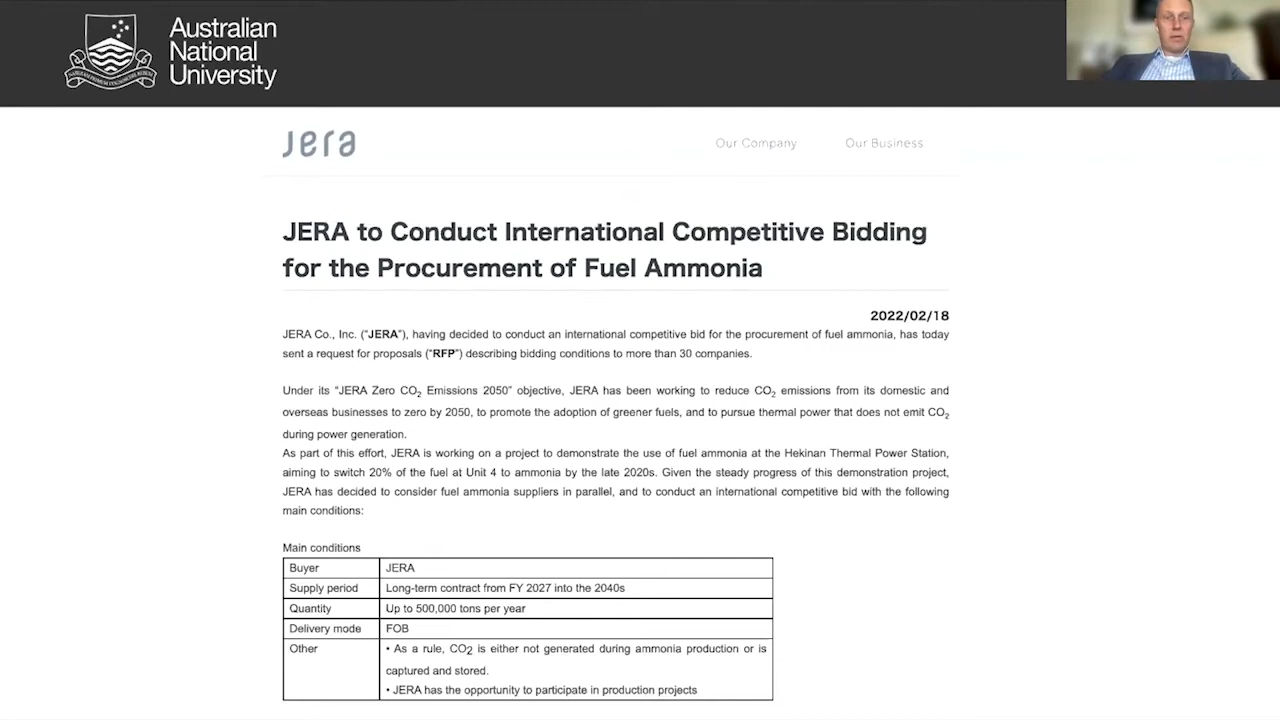 Australian
National
University
Jera
Our Company
Our Business
JERA to Conduct International Competitive Bidding
for the Procurement of Fuel Ammonia
2022/02/18
JERA Co., Inc. ("JERA"), having decided to conduct an international competitive bid for the procurement of fuel ammonia, has today
sent a request for proposals ("RFP") describing bidding conditions to more than 30 companies.
Under its "JERA Zero CO2 Emissions 2050" objective, JERA has been working to reduce CO2 emissions from its domestic and
overseas businesses to zero by 2050, to promote the adoption of greener fuels, and to pursue thermal power that does not emit CO2
during power generation.
As part of this effort, JERA is working on a project to demonstrate the use of fuel ammonia at the Hekinan Thermal Power Station,
aiming to switch 20% of the fuel at Unit 4 to ammonia by the late 2020s. Given the steady progress of this demonstration project,
JERA has decided to consider fuel ammonia suppliers in parallel, and to conduct an international competitive bid with the following
main conditions:
Main conditions
Buyer JERA
Supply period Long-term contract from FY 2027 into the 2040s
Quantity Up to 500,000 tons per year
Delivery mode FOB
Other • As a rule, CO2 is either not generated during ammonia production or is
captured and stored.
• JERA has the opportunity to participate in production projects